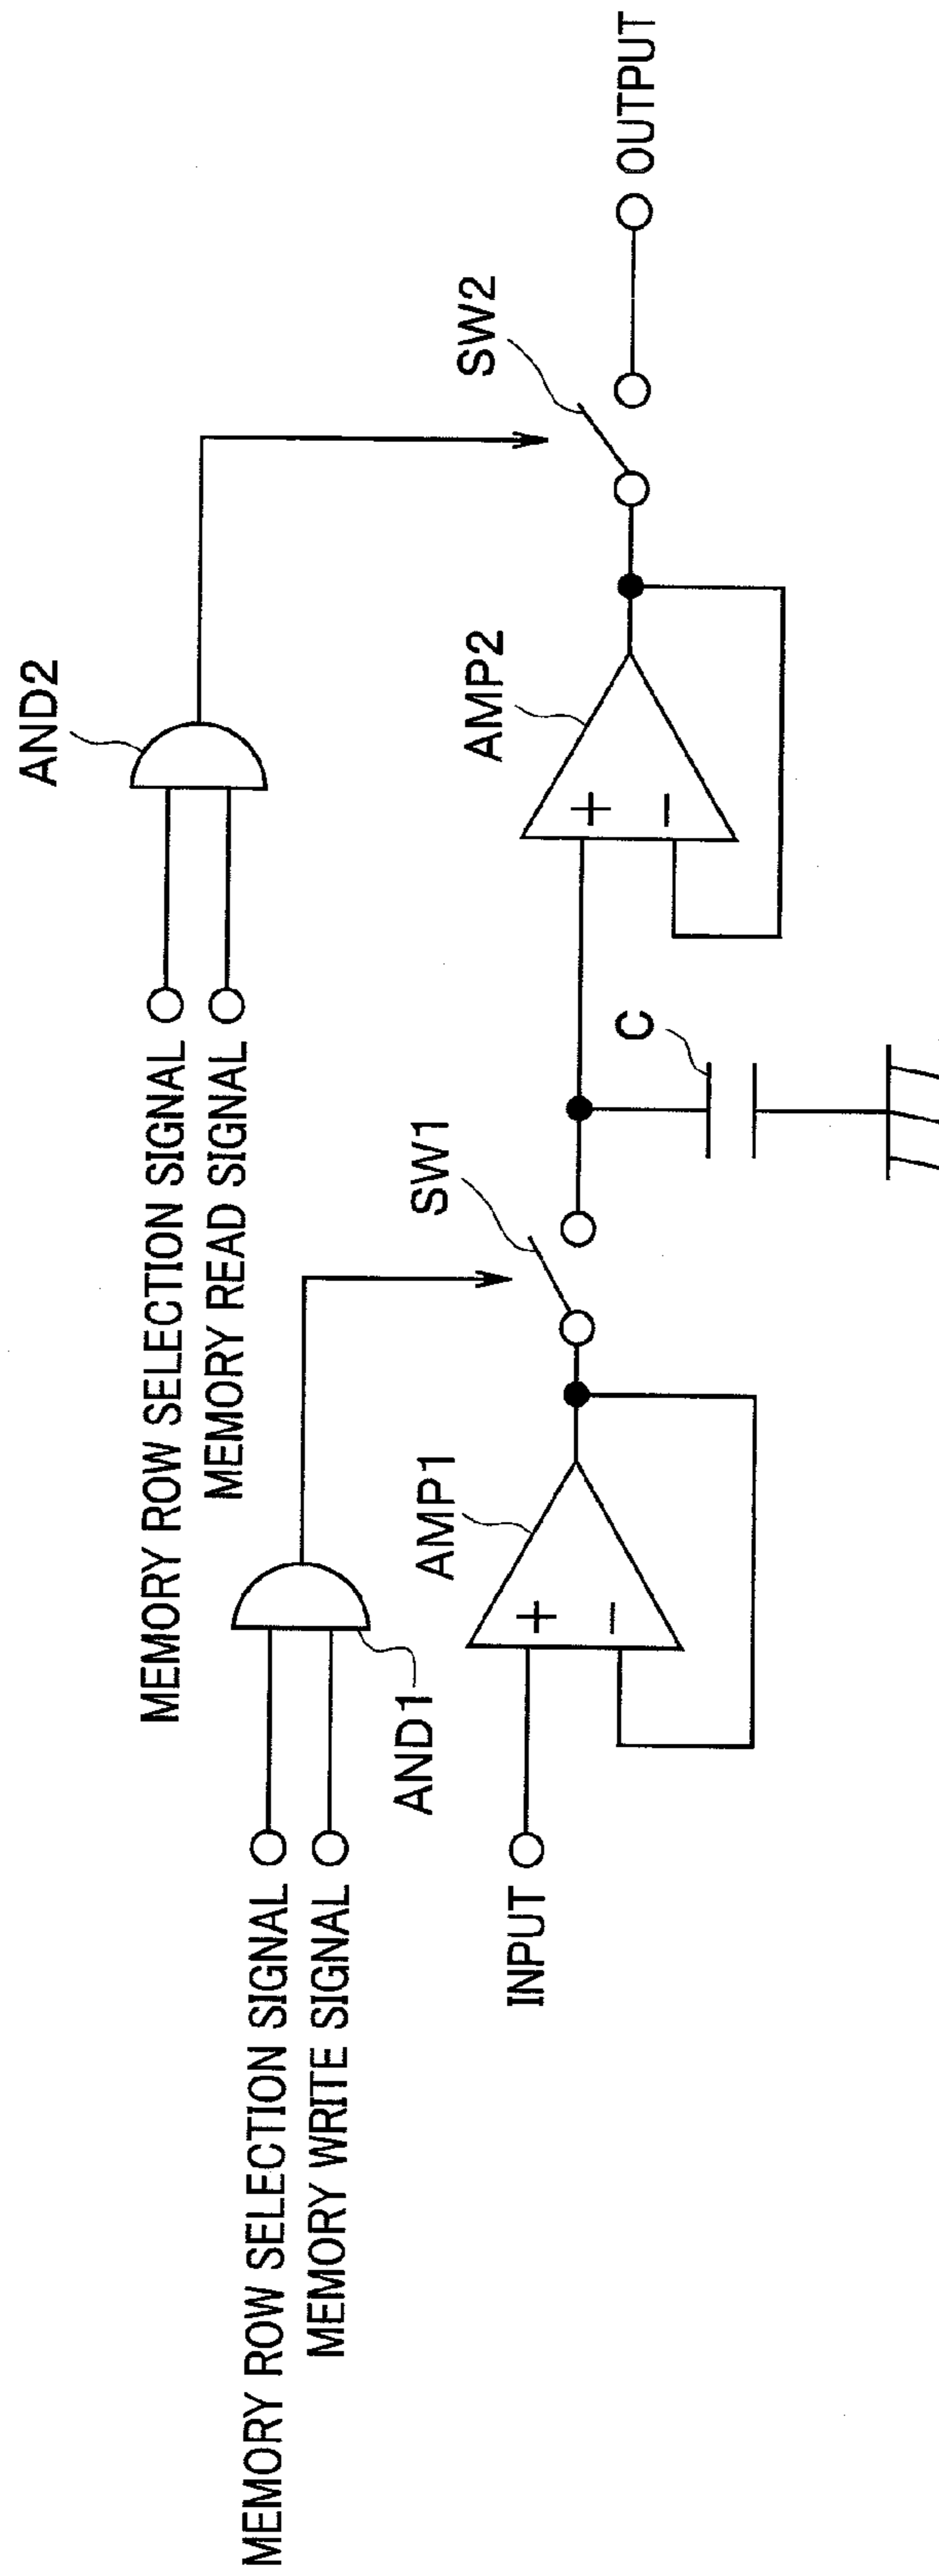 AND2
MEMORY ROW SELECTION SIGNAL
MEMORY READ SIGNAL
MEMORY ROW SELECTION SIGNAL
MEMORY WRITE SIGNAL
AND1
SW1
SW2
AMP1
AMP2
INPUT
+
−
+
−
OUTPUT
C